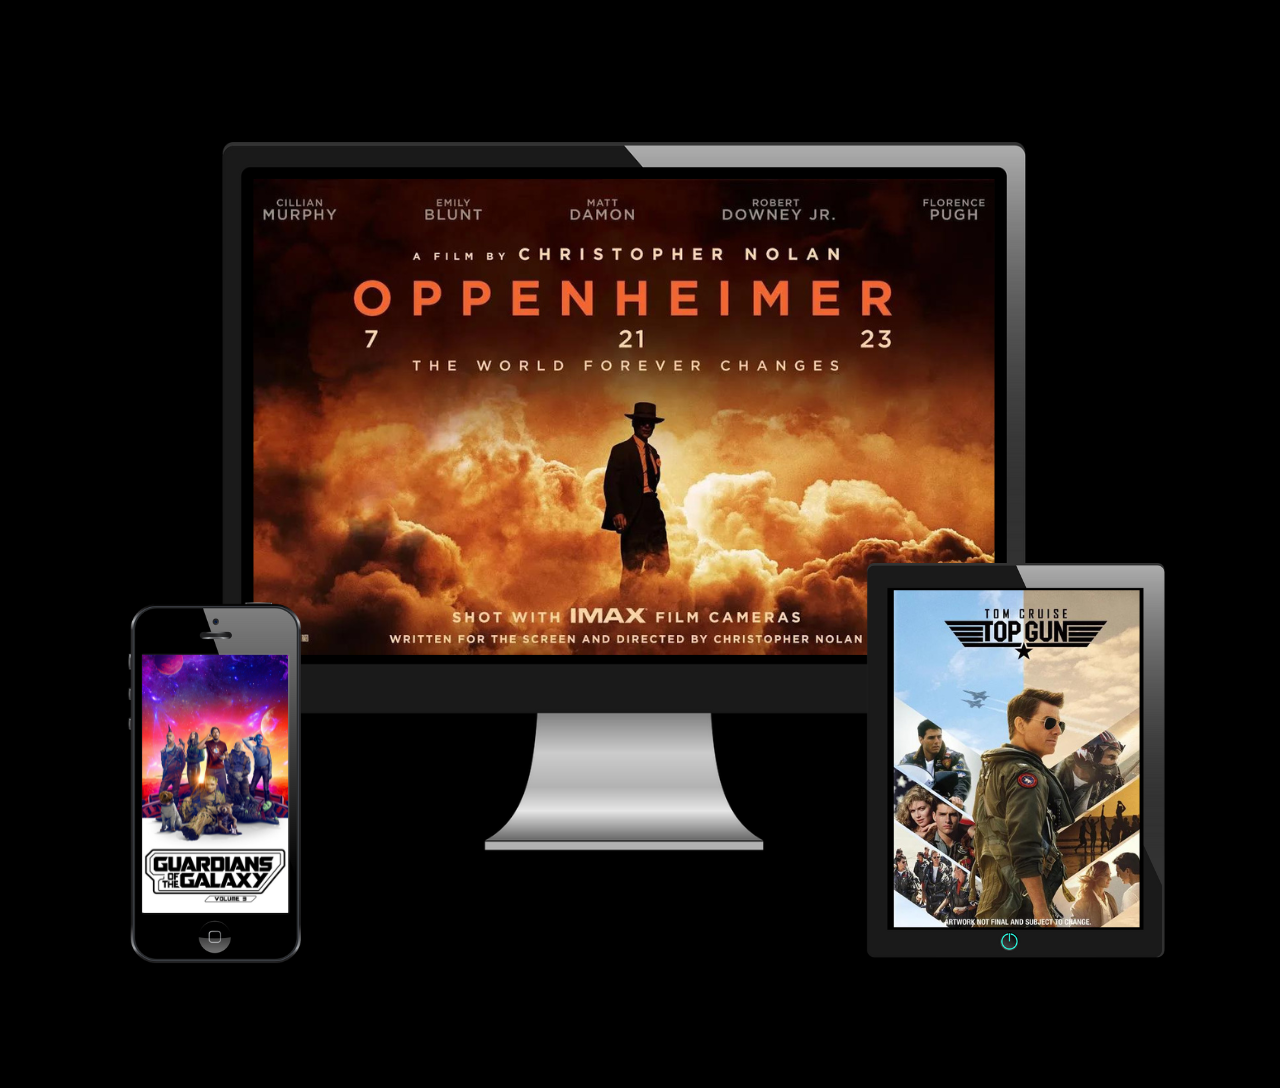 CILLIAN
MURPHY
EMILY
BLUNT
MATT
DAMON
ROBERT
DOWNEY JR.
FLORENCE
PUGH
A FILM BY CHRISTOPHER NOLAN
OPPENHEIMER
7 21 23
THE WORLD FOREVER CHANGES
SHOT WITH IMAX FILM CAMERAS
WRITTEN FOR THE SCREEN AND DIRECTED BY CHRISTOPHER NOLAN
GUARDIANS
OF THE
GALAXY
VOLUME 3
TOM CRUISE
TOP GUN
ARTWORK NOT FINAL AND SUBJECT TO CHANGE.